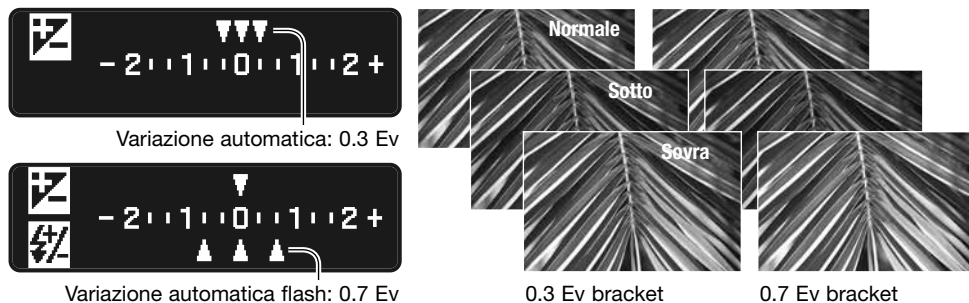 - 2 ı ı 1 ı ı 0 ı ı 1 ı ı 2 +
Variazione automatica: 0.3 Ev
- 2 ı ı 1 ı ı 0 ı ı 1 ı ı 2 +
Variazione automatica flash: 0.7 Ev
Normale
Sotto
Sovra
0.3 Ev bracket
0.7 Ev bracket